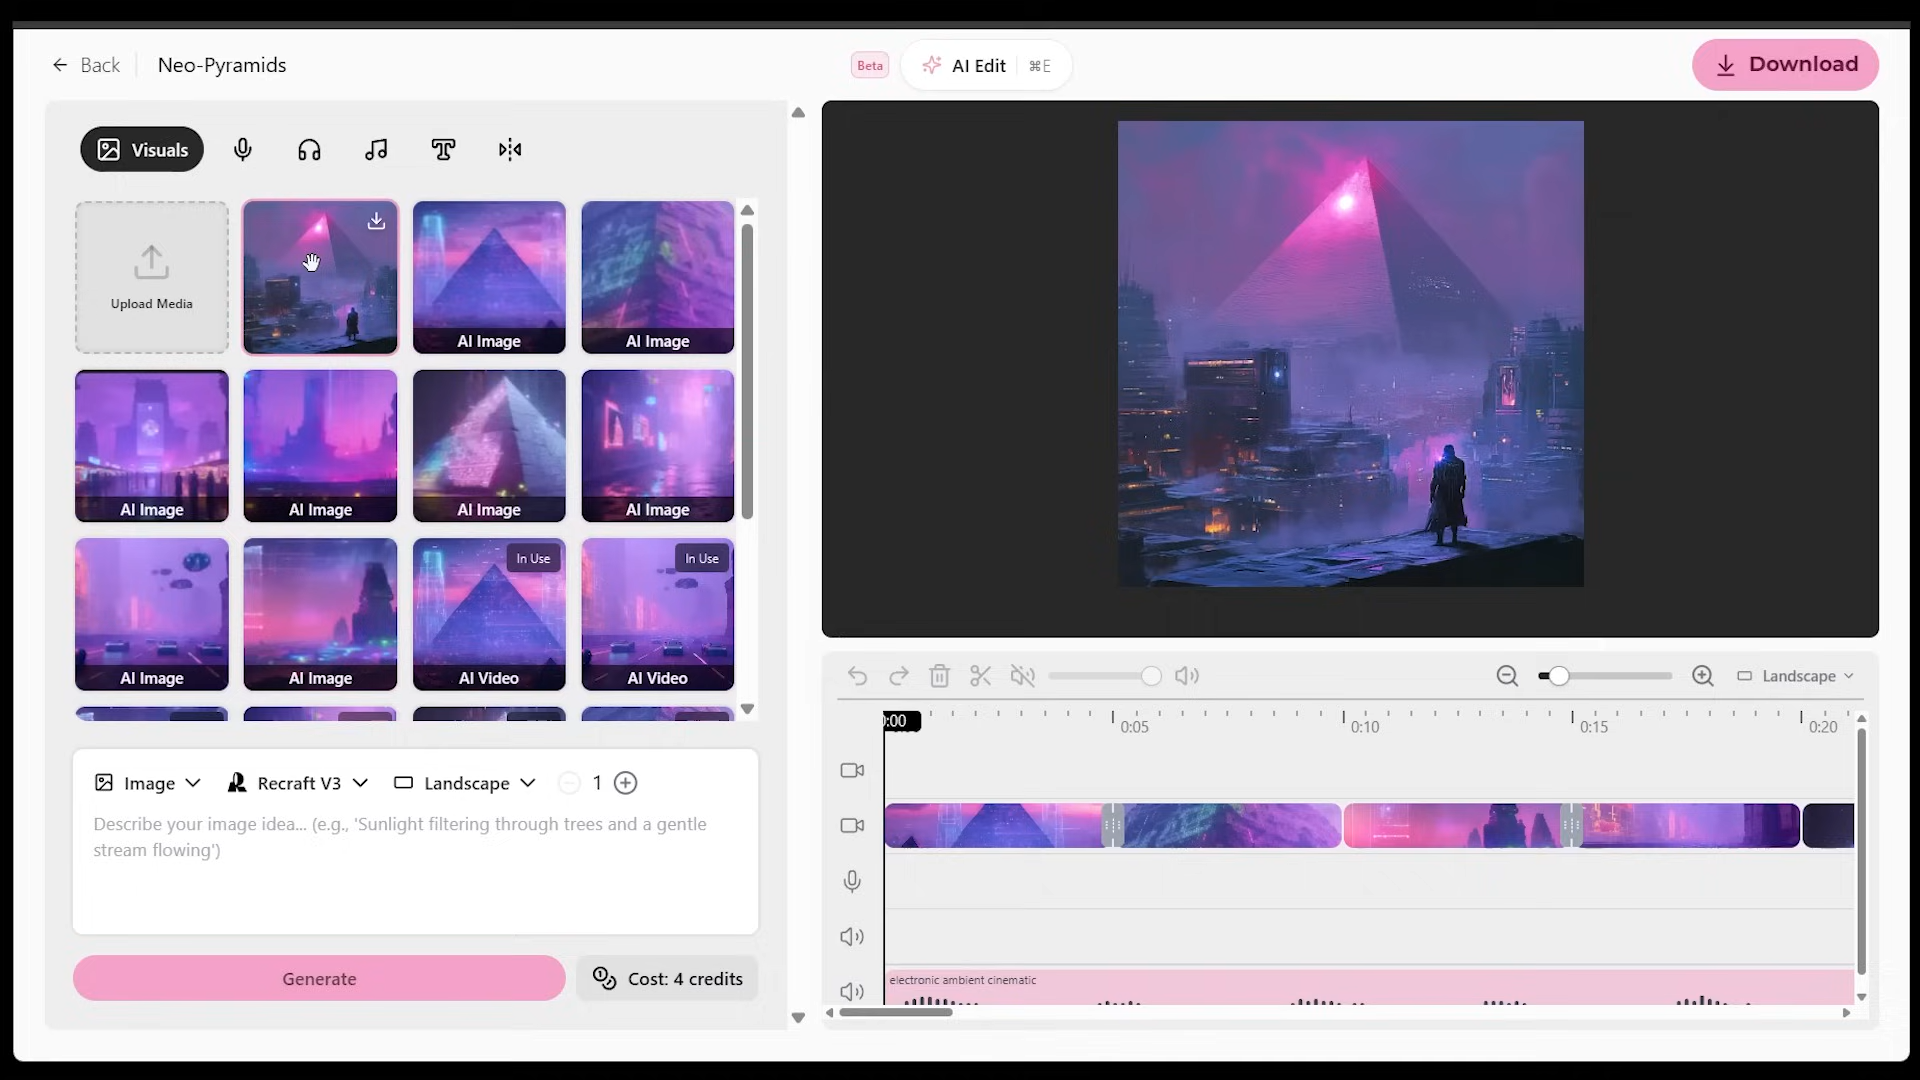 Back
Neo-Pyramids
Beta
AI Edit
⌘E
Download
Visuals
Upload Media
AI Image
AI Image
AI Image
AI Image
AI Image
AI Image
In Use
In Use
AI Image
AI Image
AI Video
AI Video
Landscape
:00
0:05
0:10
0:15
0:20
Image
Recraft V3
Landscape
1
Describe your image idea... (e.g., 'Sunlight filtering through trees and a gentle
stream flowing')
Generate
Cost: 4 credits
electronic ambient cinematic